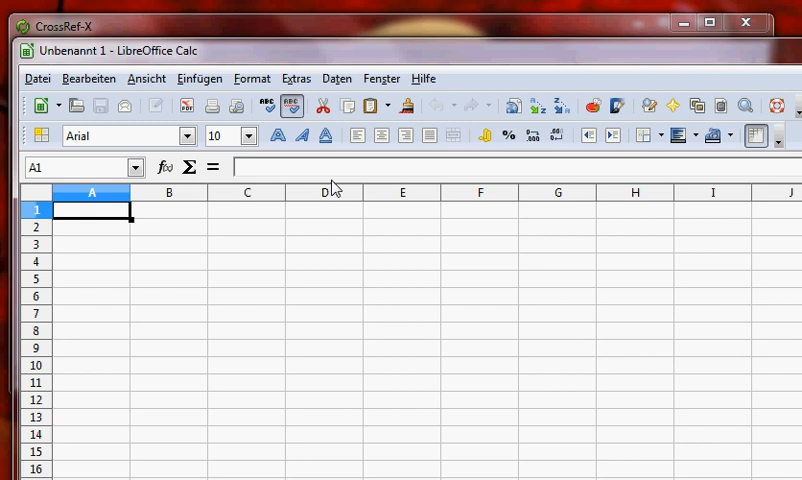 CrossRef-X
Unbenannt 1 - LibreOffice Calc
Datei Bearbeiten Ansicht Einfügen Format Extras Daten Fenster Hilfe
Arial 10
A1
A B C D E F G H I J
1
2
3
4
5
6
7
8
9
10
11
12
13
14
15
16